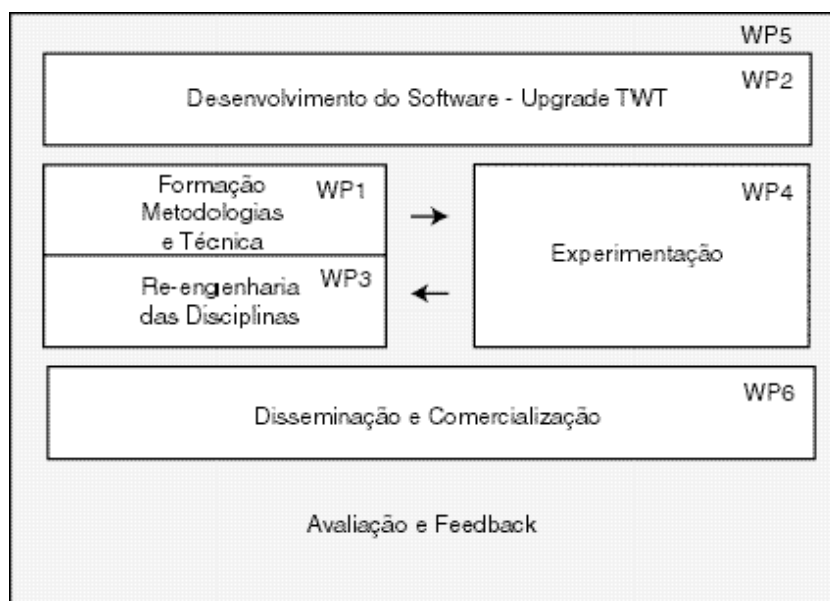 WP5
Desenvolvimento do Software - Upgrade TWT
WP2
Formação
Metodologias
e Técnica
WP1
Re-engenharia
das Disciplinas
WP3
Experimentação
WP4
Disseminação e Comercialização
WP6
Avaliação e Feedback